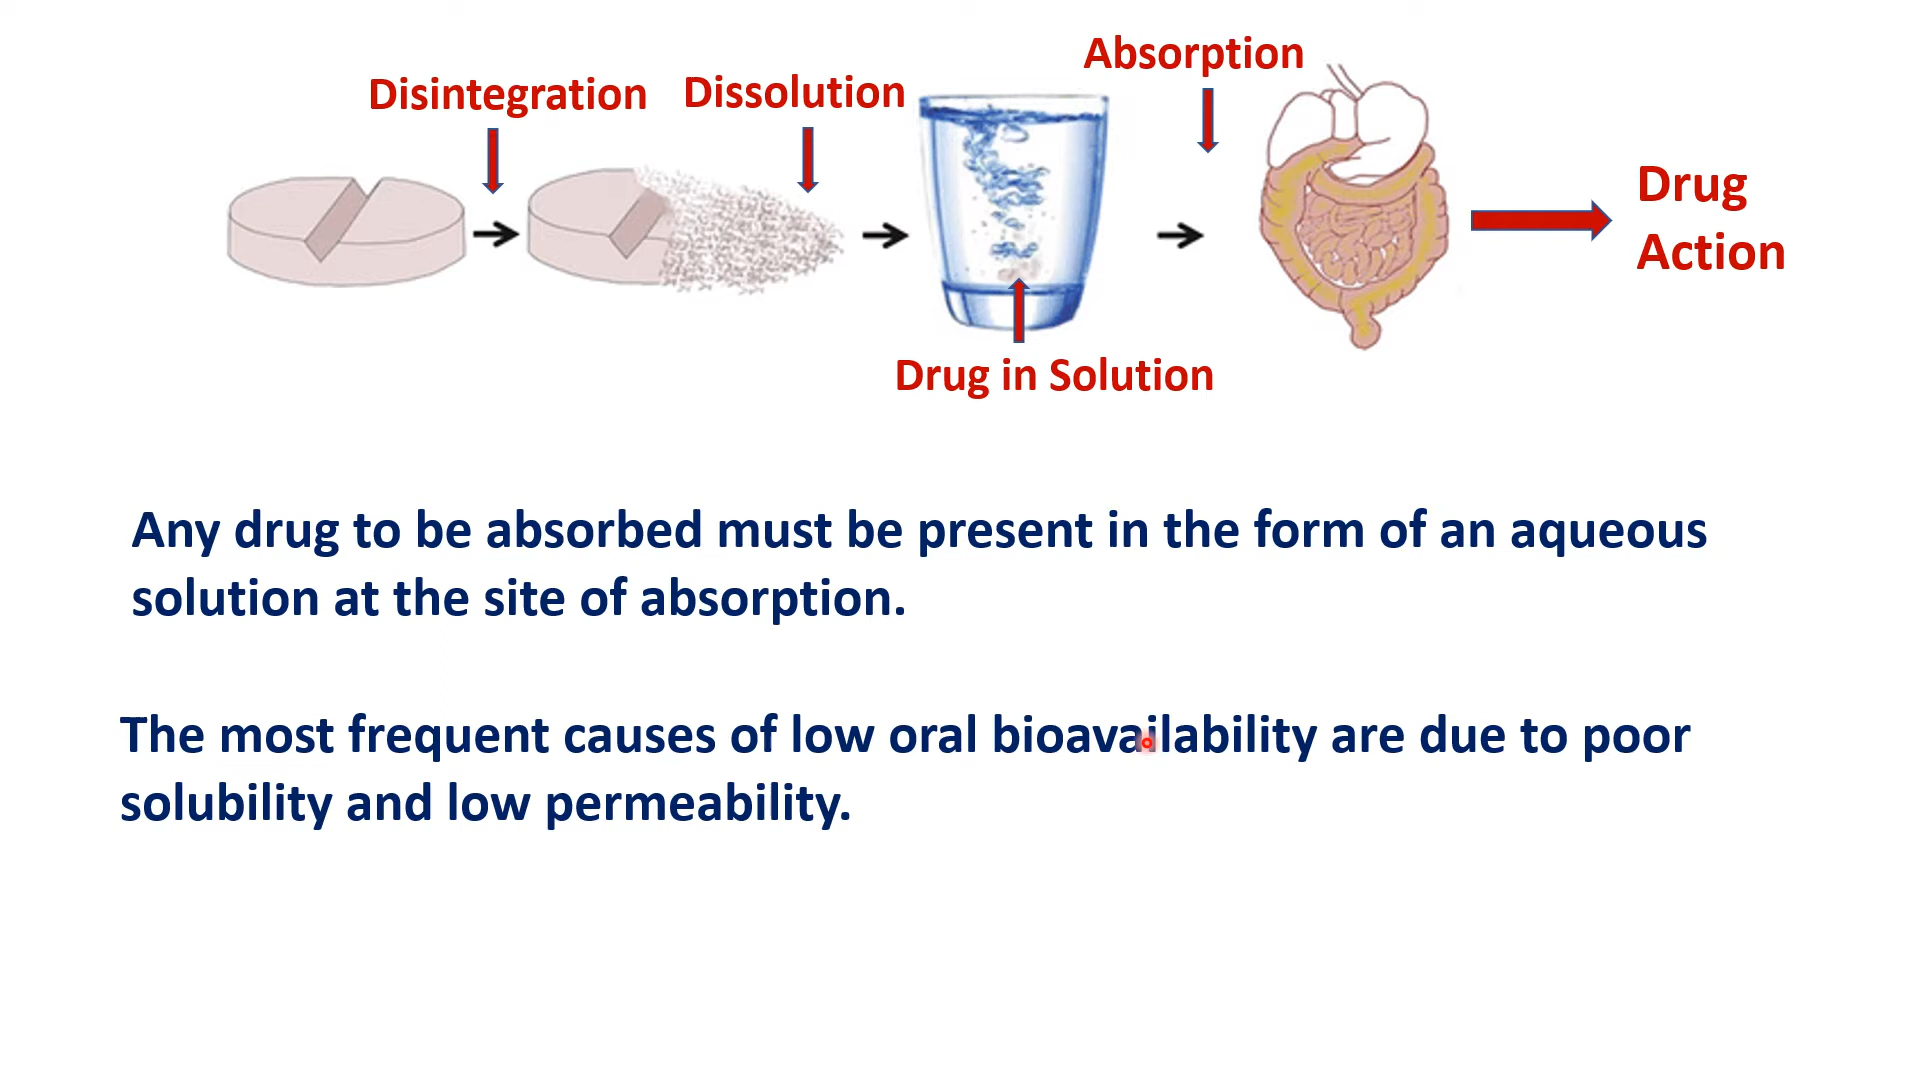 Absorption
Disintegration
Dissolution
Drug
Action
Drug in Solution
Any drug to be absorbed must be present in the form of an aqueous
solution at the site of absorption.
The most frequent causes of low oral bioavailability are due to poor
solubility and low permeability.